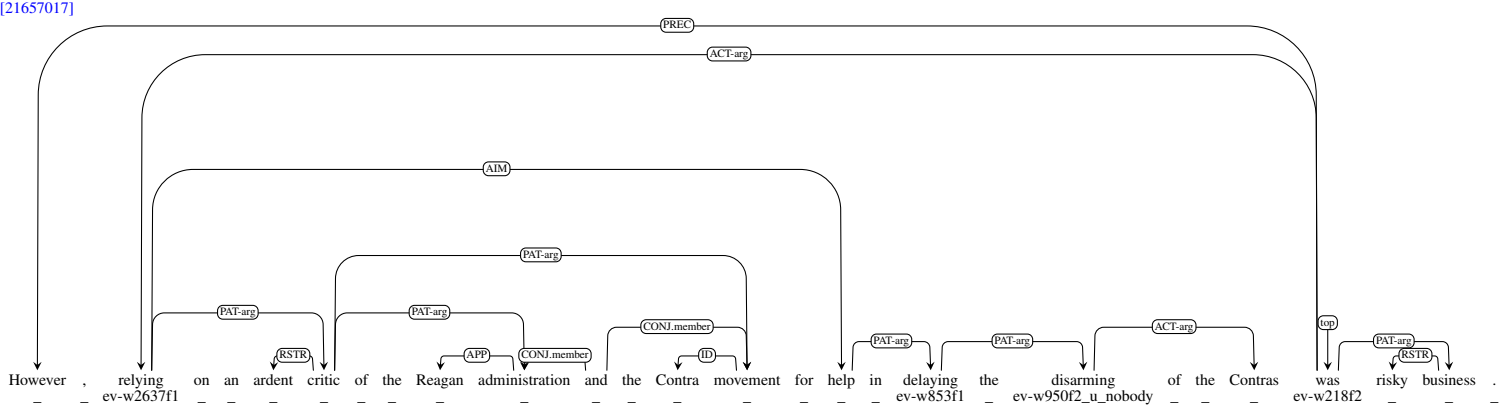 [21657017]
PREC
ACT-arg
AIM
PAT-arg
PAT-arg PAT-arg top
CONJ.member ACT-arg
PAT-arg PAT-arg PAT-arg
RSTR APP CONJ.member ID RSTR
However , relying on an ardent critic of the Reagan administration and the Contra movement for help in delaying the disarming of the Contras was risky business .
_ _ ev-w2637f1 _ _ _ _ _ _ _ _ _ _ _ _ _ _ _ ev-w853f1 _ ev-w950f2_u_nobody _ _ _ ev-w218f2 _ _ _